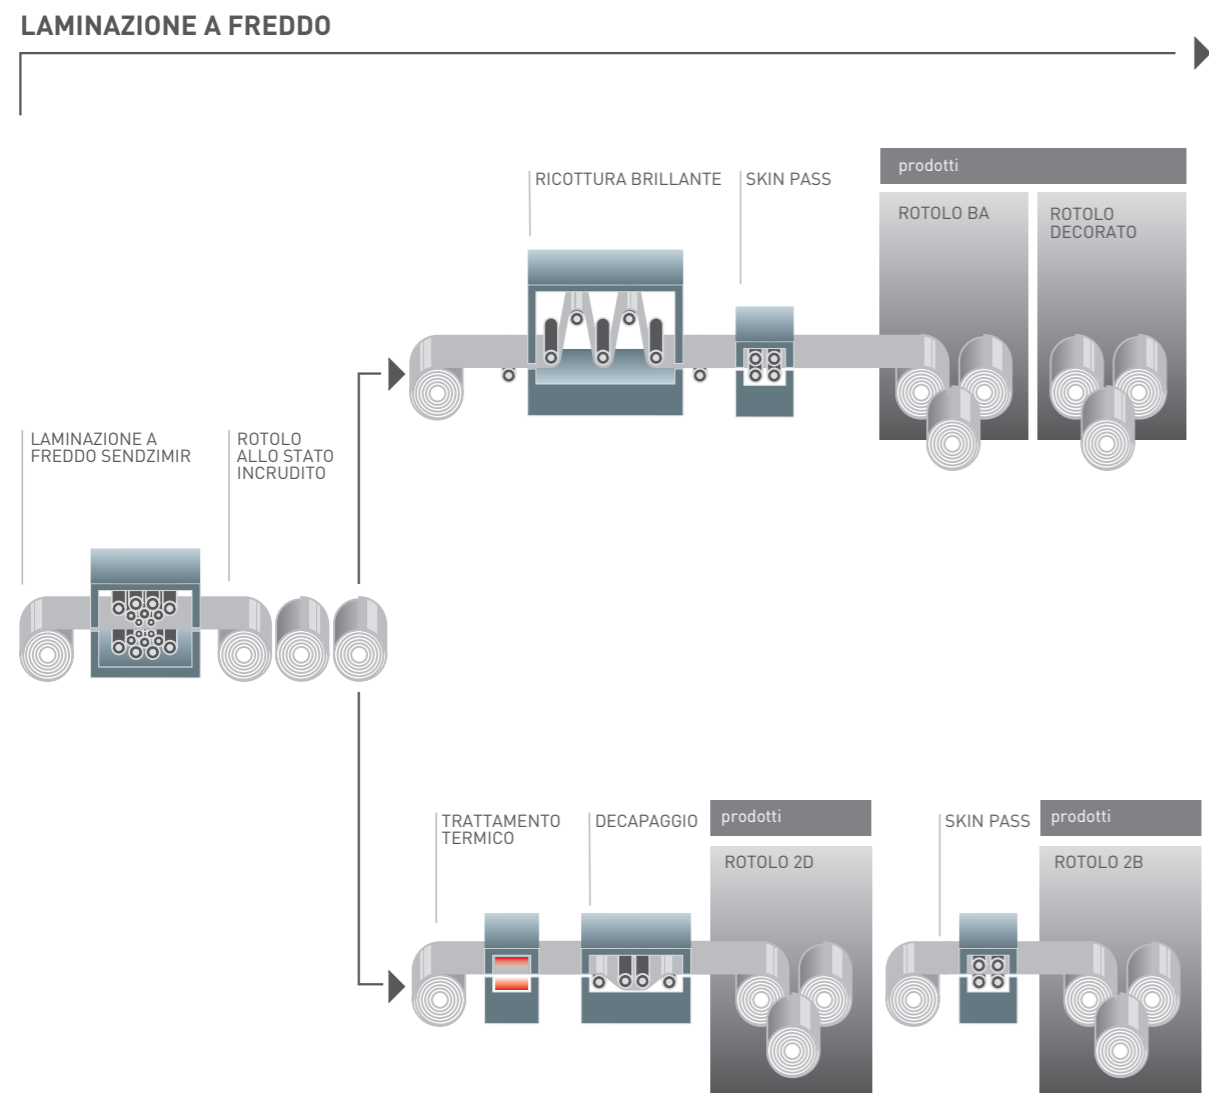 LAMINAZIONE A FREDDO
prodotti
RICOTTURA BRILLANTE
SKIN PASS
ROTOLO BA
ROTOLO
DECORATO
LAMINAZIONE A
FREDDO SENDZIMIR
ROTOLO
ALLO STATO
INCRUDITO
TRATTAMENTO
TERMICO
DECAPAGGIO
prodotti
ROTOLO 2D
SKIN PASS
prodotti
ROTOLO 2B